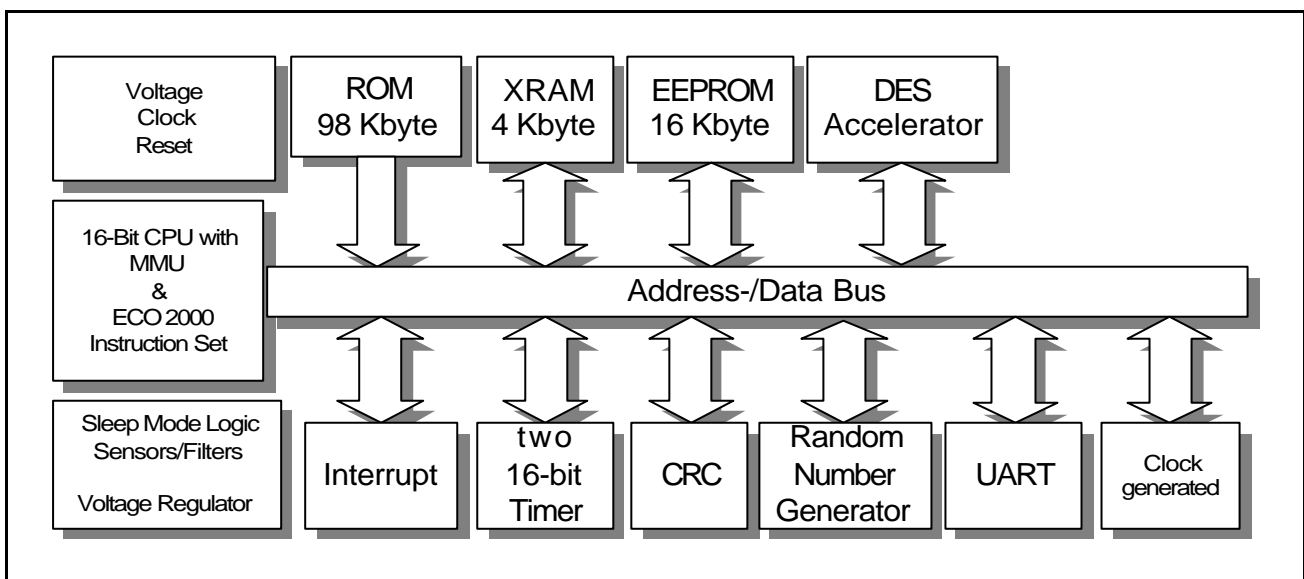 Voltage
Clock
Reset
ROM
98 Kbyte
XRAM
4 Kbyte
EEPROM
16 Kbyte
DES
Accelerator
16-Bit CPU with
MMU
&
ECO 2000
Instruction Set
Address-/Data Bus
Sleep Mode Logic
Sensors/Filters
Voltage Regulator
Interrupt
two
16-bit
Timer
CRC
Random
Number
Generator
UART
Clock
generated